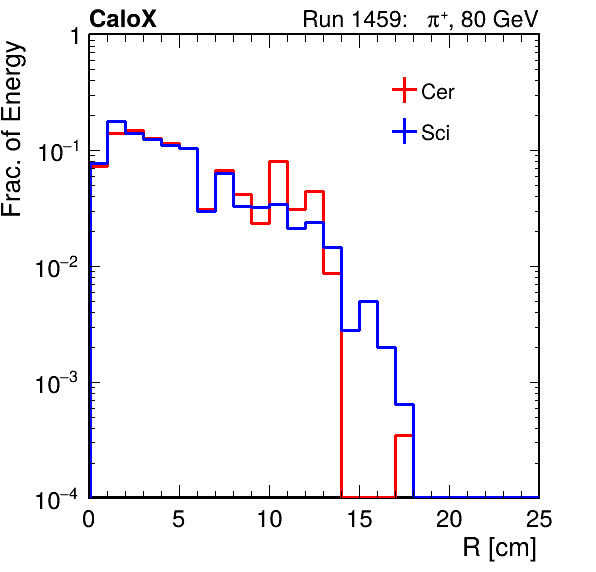 CaloX Run 1459: π⁺, 80 GeV
Frac. of Energy
1
10⁻¹
10⁻²
10⁻³
10⁻⁴
Cer
Sci
0 5 10 15 20 25
R [cm]